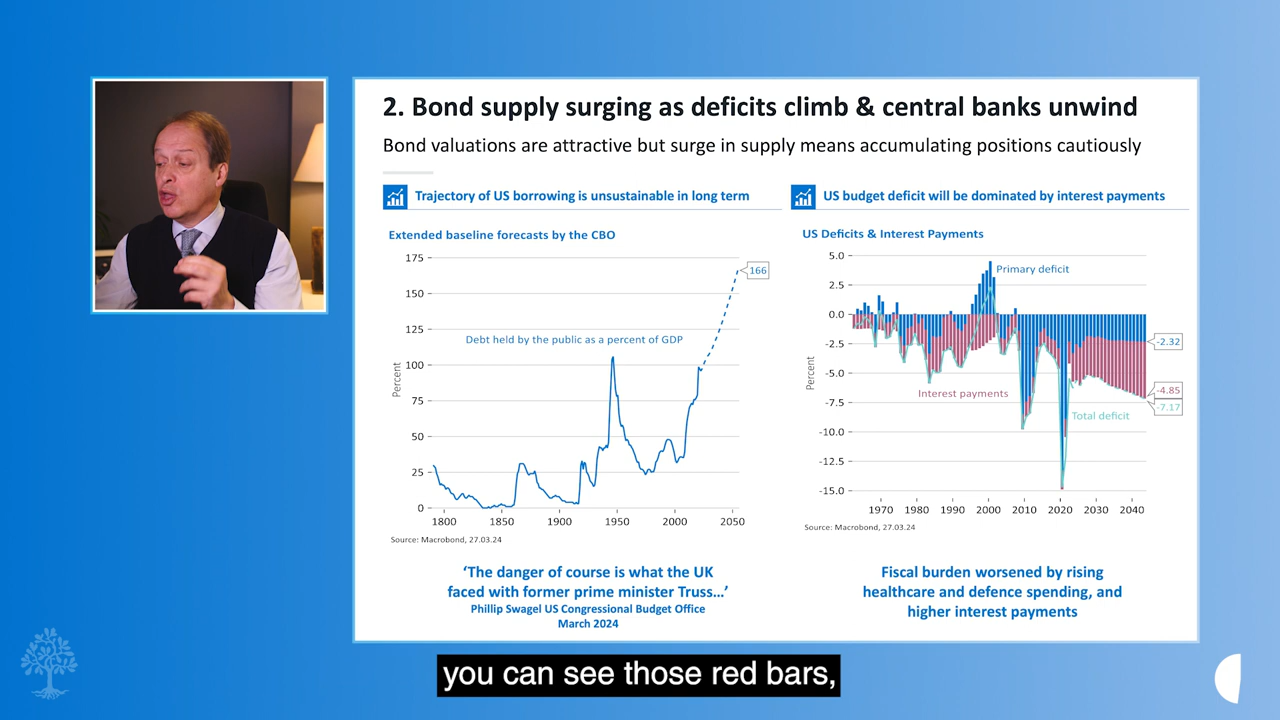 2. Bond supply surging as deficits climb & central banks unwind
Bond valuations are attractive but surge in supply means accumulating positions cautiously
Trajectory of US borrowing is unsustainable in long term
Extended baseline forecasts by the CBO
175
150
125
100
75
50
25
0
Percent
Debt held by the public as a percent of GDP
166
1800 1850 1900 1950 2000 2050
Source: Macrobond, 27.03.24
‘The danger of course is what the UK
faced with former prime minister Truss...’
Phillip Swagel US Congressional Budget Office
March 2024
US budget deficit will be dominated by interest payments
US Deficits & Interest Payments
5.0
2.5
0.0
-2.5
-5.0
-7.5
-10.0
-12.5
-15.0
Percent
Primary deficit
Interest payments
Total deficit
-2.32
-4.85
-7.17
1970 1980 1990 2000 2010 2020 2030 2040
Source: Macrobond, 27.03.24
Fiscal burden worsened by rising
healthcare and defence spending, and
higher interest payments
you can see those red bars,